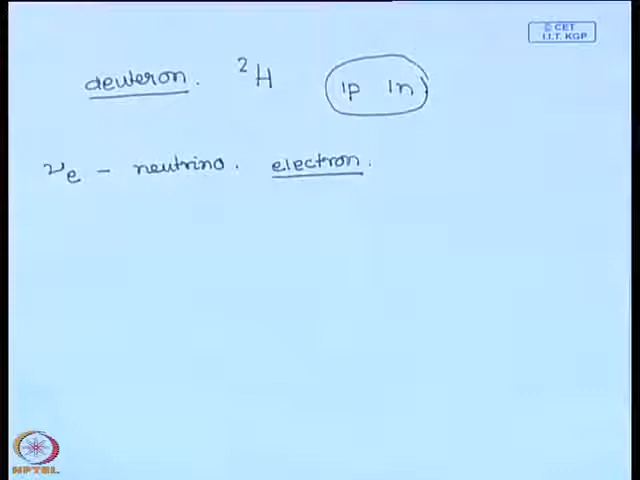 © CET
I.I.T. KGP
deuteron. ²H 1p 1n
νe – neutrino. electron.
NPTEL